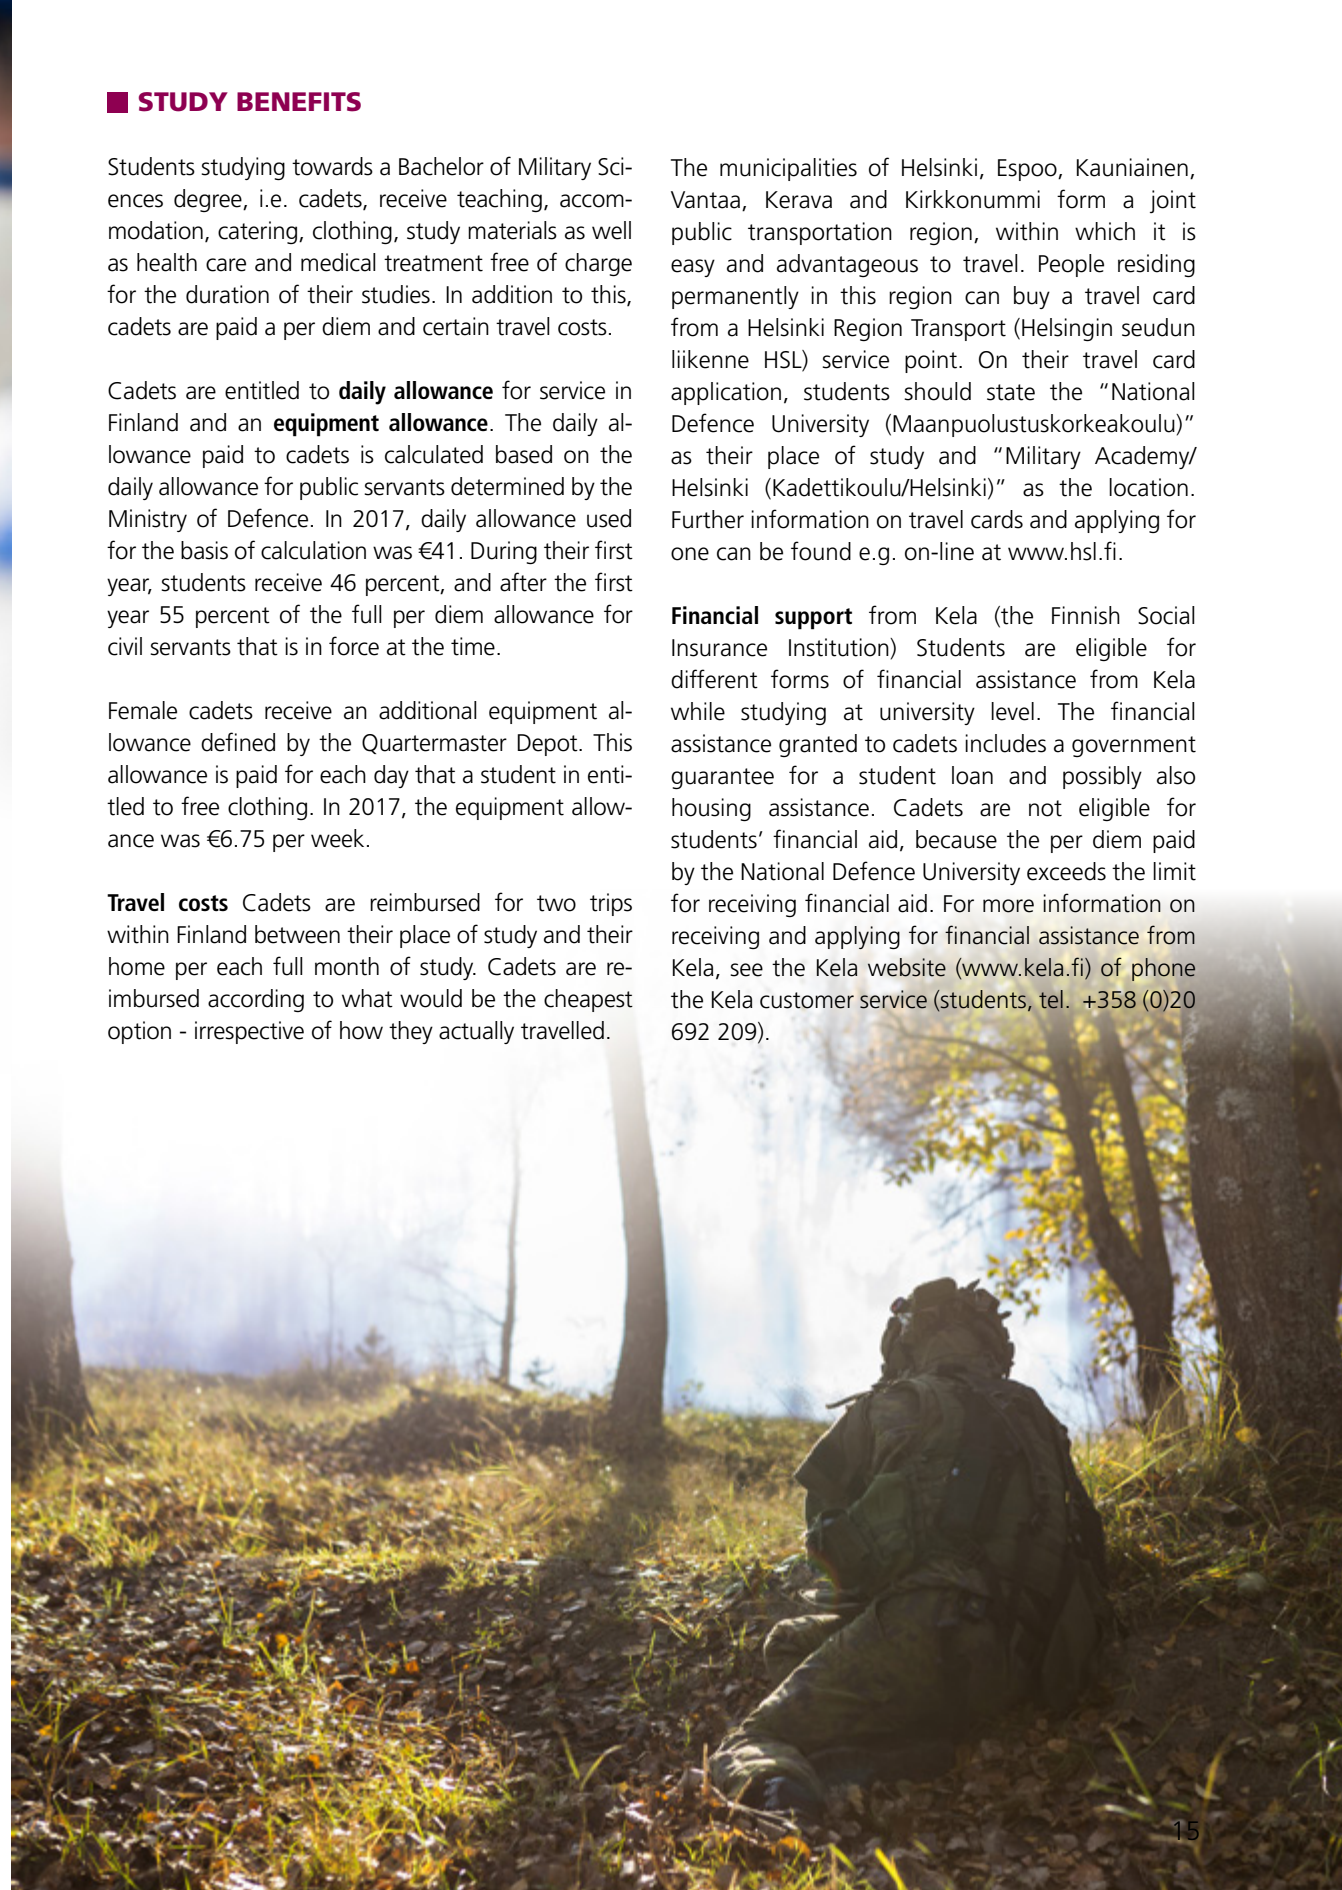 STUDY BENEFITS
Students studying towards a Bachelor of Military Sci-
ences degree, i.e. cadets, receive teaching, accom-
modation, catering, clothing, study materials as well
as health care and medical treatment free of charge
for the duration of their studies. In addition to this,
cadets are paid a per diem and certain travel costs.
Cadets are entitled to daily allowance for service in
Finland and an equipment allowance. The daily al-
lowance paid to cadets is calculated based on the
daily allowance for public servants determined by the
Ministry of Defence. In 2017, daily allowance used
for the basis of calculation was €41. During their first
year, students receive 46 percent, and after the first
year 55 percent of the full per diem allowance for
civil servants that is in force at the time.
Female cadets receive an additional equipment al-
lowance defined by the Quartermaster Depot. This
allowance is paid for each day that a student in enti-
tled to free clothing. In 2017, the equipment allow-
ance was €6.75 per week.
Travel costs Cadets are reimbursed for two trips
within Finland between their place of study and their
home per each full month of study. Cadets are re-
imbursed according to what would be the cheapest
option - irrespective of how they actually travelled.
The municipalities of Helsinki, Espoo, Kauniainen,
Vantaa, Kerava and Kirkkonummi form a joint
public transportation region, within which it is
easy and advantageous to travel. People residing
permanently in this region can buy a travel card
from a Helsinki Region Transport (Helsingin seudun
liikenne HSL) service point. On their travel card
application, students should state the “National
Defence University (Maanpuolustuskorkeakoulu)”
as their place of study and “Military Academy/
Helsinki (Kadettikoulu/Helsinki)” as the location.
Further information on travel cards and applying for
one can be found e.g. on-line at www.hsl.fi.
Financial support from Kela (the Finnish Social
Insurance Institution) Students are eligible for
different forms of financial assistance from Kela
while studying at university level. The financial
assistance granted to cadets includes a government
guarantee for a student loan and possibly also
housing assistance. Cadets are not eligible for
students’ financial aid, because the per diem paid
by the National Defence University exceeds the limit
for receiving financial aid. For more information on
receiving and applying for financial assistance from
Kela, see the Kela website (www.kela.fi) of phone
the Kela customer service (students, tel. +358 (0)20
692 209).
15